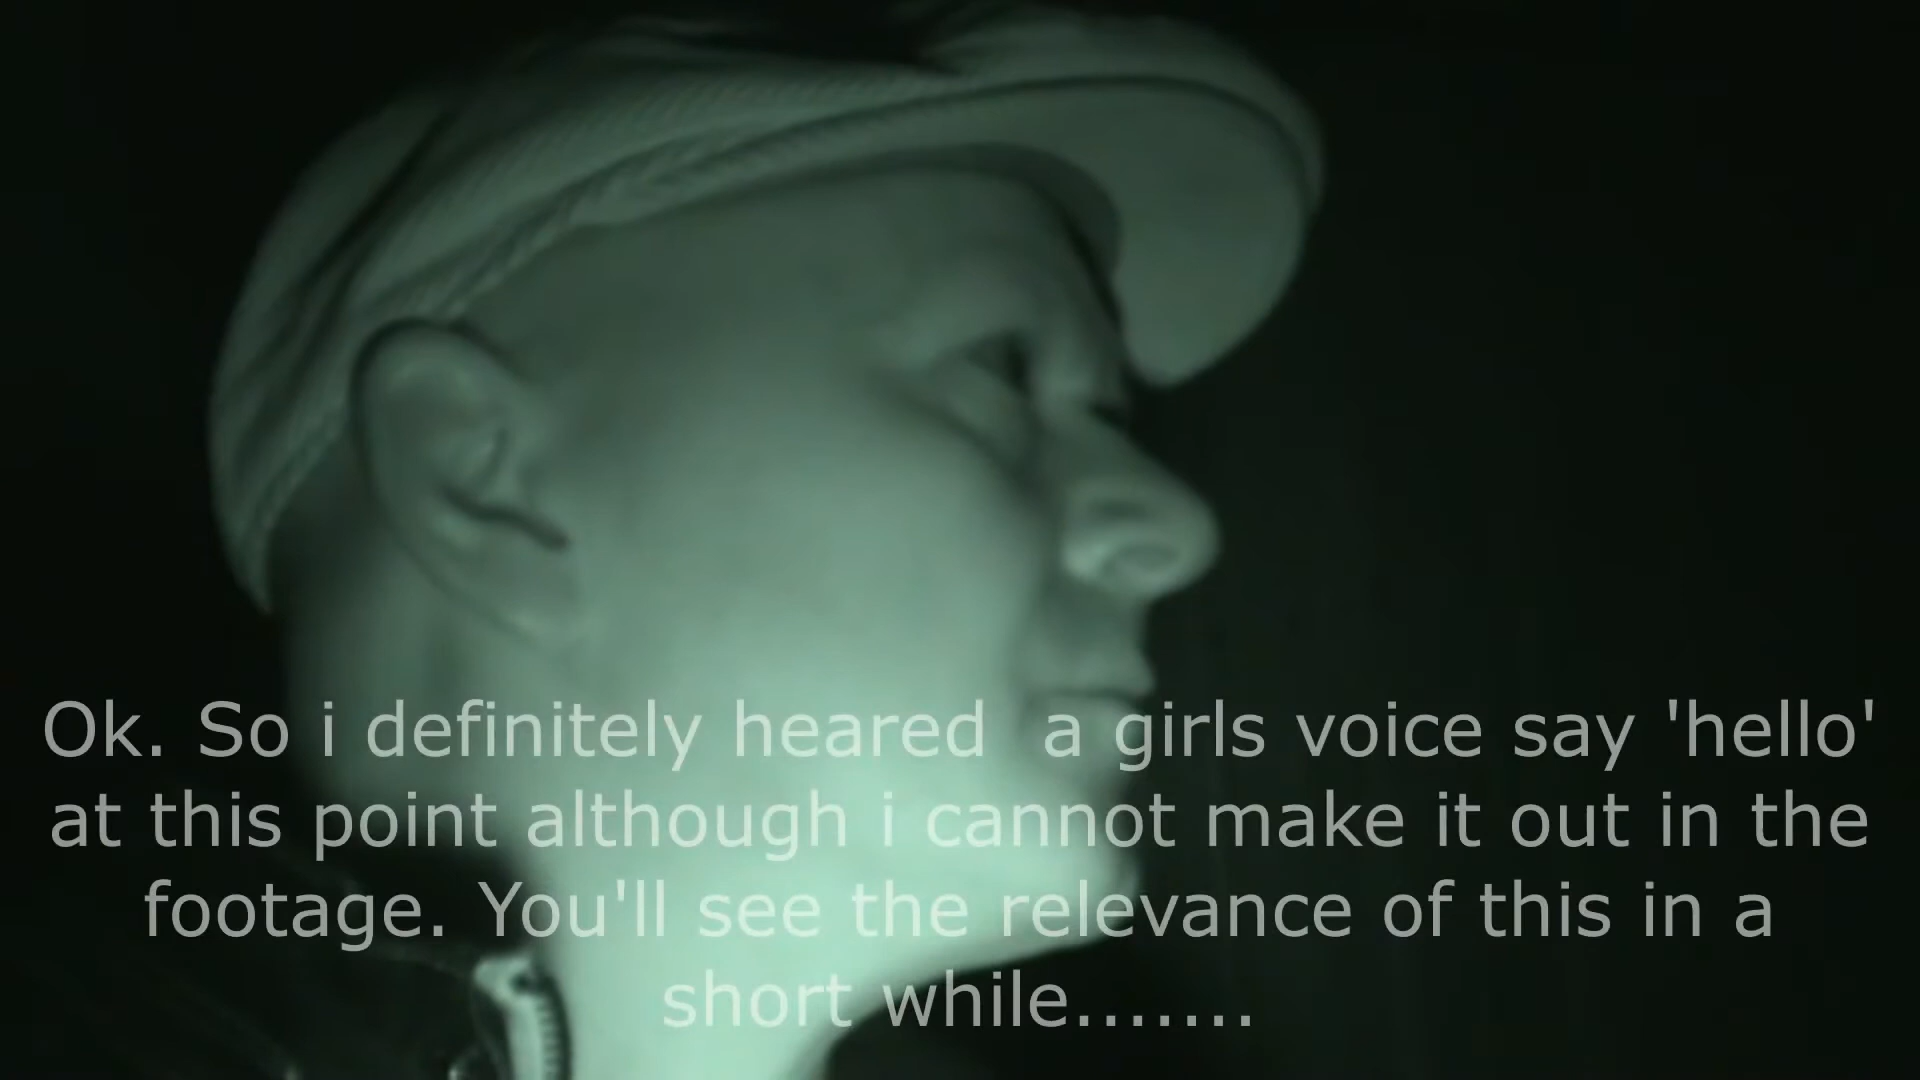 Ok. So i definitely heared  a girls voice say 'hello'
at this point although i cannot make it out in the
footage. You'll see the relevance of this in a
short while.......